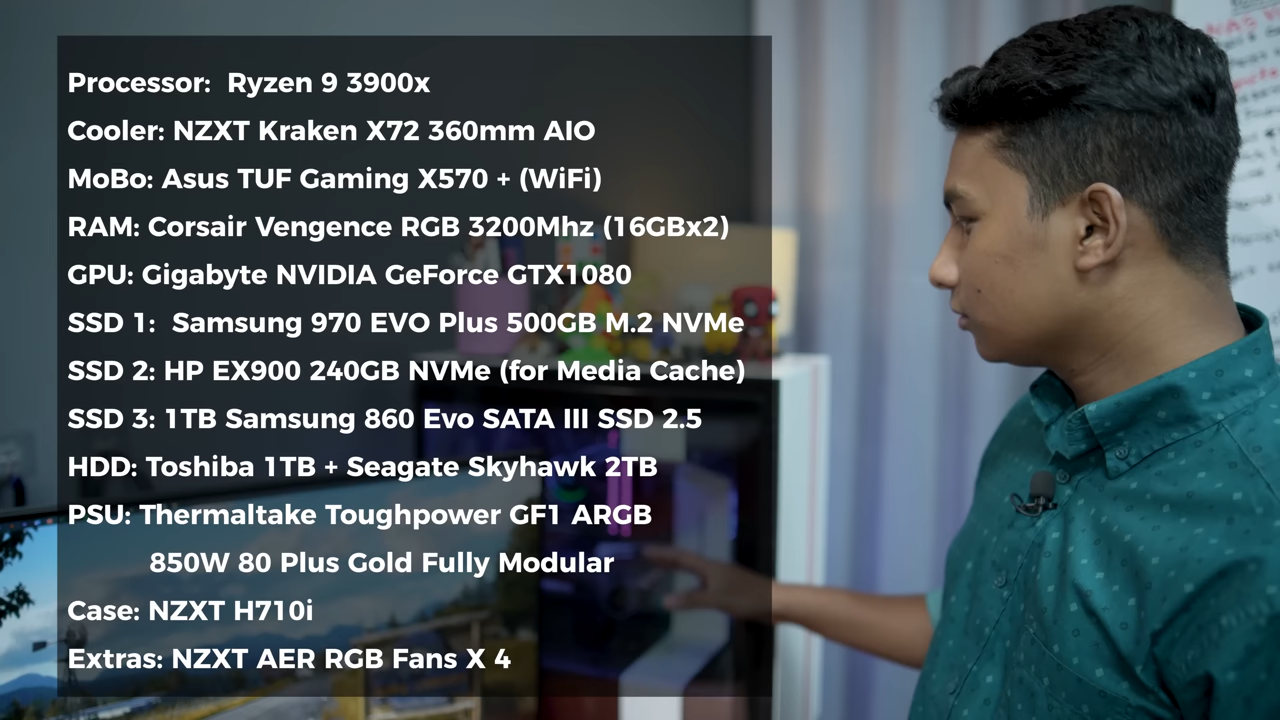 Processor: Ryzen 9 3900x
Cooler: NZXT Kraken X72 360mm AIO
MoBo: Asus TUF Gaming X570 + (WiFi)
RAM: Corsair Vengence RGB 3200Mhz (16GBx2)
GPU: Gigabyte NVIDIA GeForce GTX1080
SSD 1: Samsung 970 EVO Plus 500GB M.2 NVMe
SSD 2: HP EX900 240GB NVMe (for Media Cache)
SSD 3: 1TB Samsung 860 Evo SATA III SSD 2.5
HDD: Toshiba 1TB + Seagate Skyhawk 2TB
PSU: Thermaltake Toughpower GF1 ARGB
850W 80 Plus Gold Fully Modular
Case: NZXT H710i
Extras: NZXT AER RGB Fans X 4